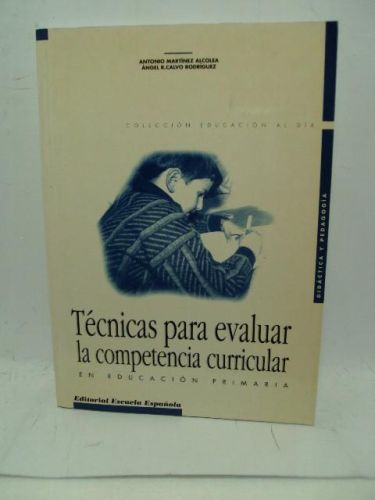 ANTONIO MARTÍNEZ ALCOLEA
ÁNGEL R.CALVO RODRÍGUEZ
COLLECCIÓN EDUCACIÓN AL DÍA
DIDÁCTICA Y PEDAGOGÍA
Técnicas para evaluar
la competencia curricular
EN EDUCACIÓN PRIMARIA
Editorial Escuela Española